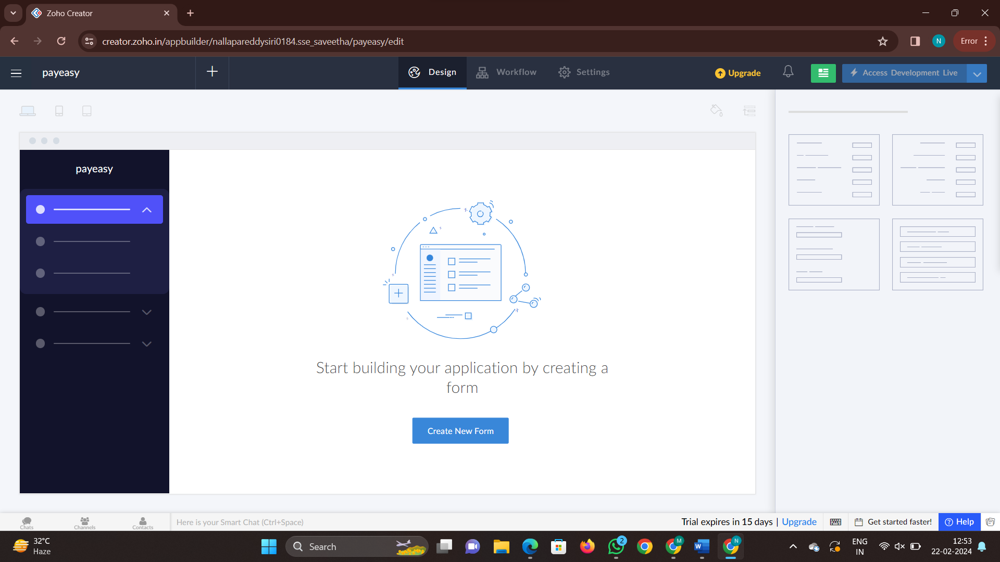 Zoho Creator
creator.zoho.in/appbuilder/nallapareddysiri0184.sse_saveetha/payeasy/edit
N
Error
payeasy
Design
Workflow
Settings
Upgrade
Access Development Live
payeasy
Start building your application by creating a
form
Create New Form
Chats
Channels
Contacts
Here is your Smart Chat (Ctrl+Space)
Trial expires in 15 days | Upgrade
Get started faster!
Help
32°C
Haze
Search
2
W
M
N
ENG
IN
12:53
22-02-2024